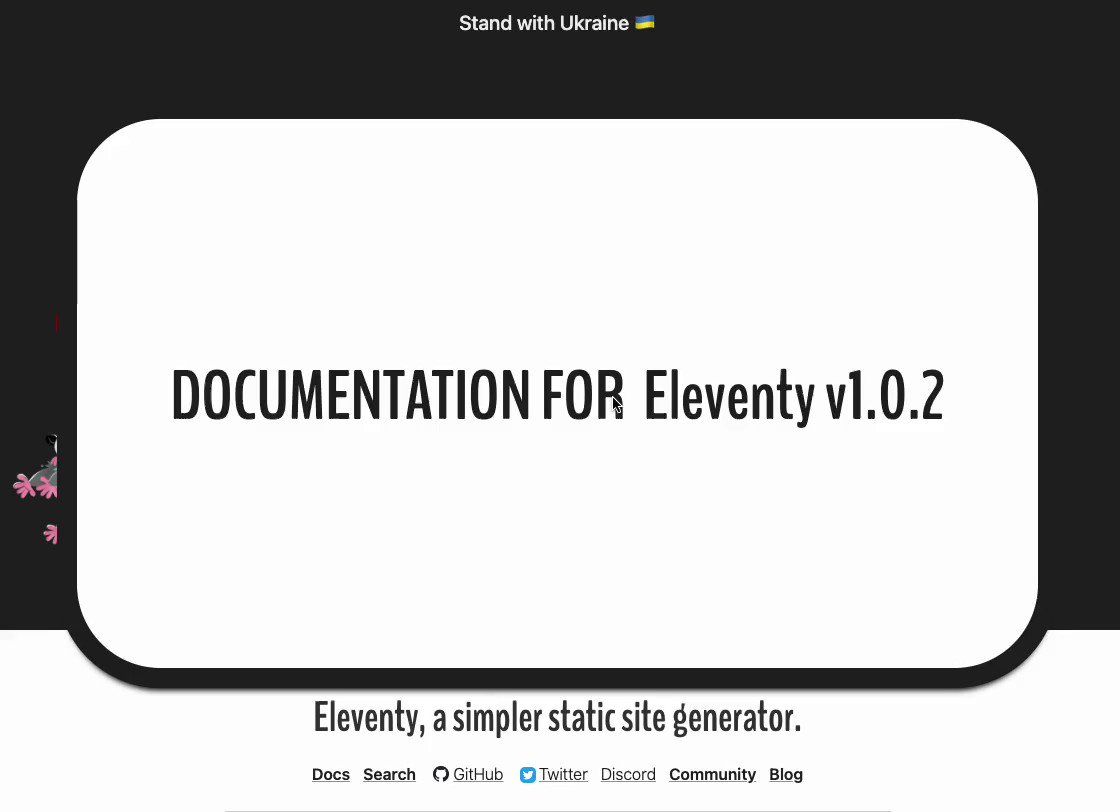 Stand with Ukraine 🇺🇦
DOCUMENTATION FOR Eleventy v1.0.2
Eleventy, a simpler static site generator.
Docs Search GitHub Twitter Discord Community Blog